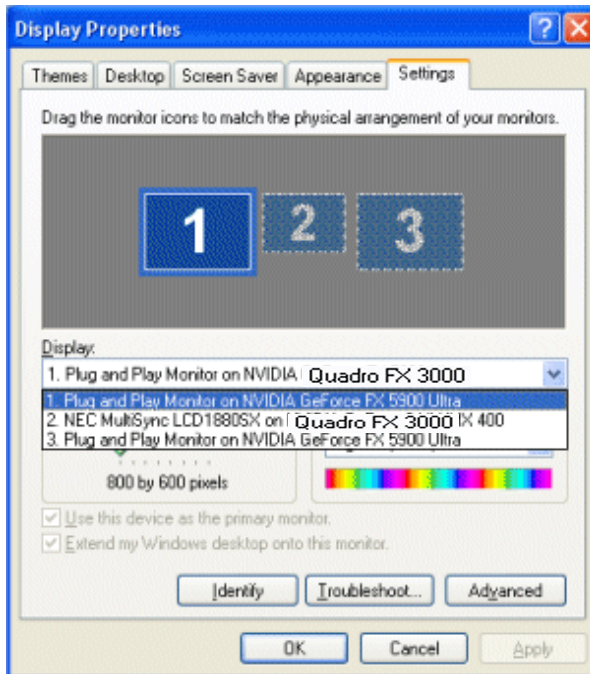 Display Properties
Themes Desktop Screen Saver Appearance Settings
Drag the monitor icons to match the physical arrangement of your monitors.
1 2 3
Display:
1. Plug and Play Monitor on NVIDIA Quadro FX 3000
1. Plug and Play Monitor on NVIDIA GeForce FX 5900 Ultra
2. NEC MultiSync LCD1880SX on Quadro FX 3000 IX 400
3. Plug and Play Monitor on NVIDIA GeForce FX 5900 Ultra
800 by 600 pixels
Use this device as the primary monitor.
Extend my Windows desktop onto this monitor.
Identify Troubleshoot... Advanced
OK Cancel Apply